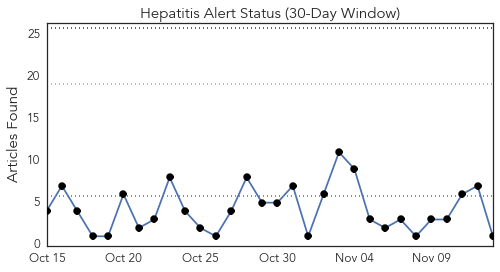 Hepatitis Alert Status (30-Day Window)
Articles Found
25
20
15
10
5
0
Oct 15 Oct 20 Oct 25 Oct 30 Nov 04 Nov 09